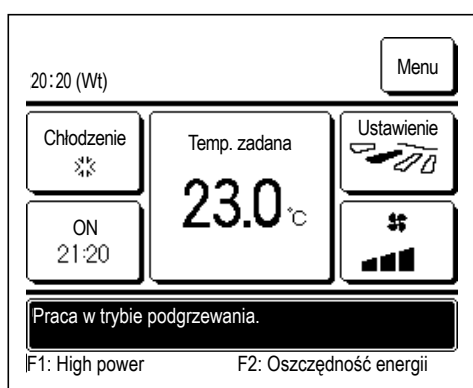 Menu
20:20 (Wt)
Chłodzenie
Temp. zadana
Ustawienie
23.0 °C
ON
21:20
Praca w trybie podgrzewania.
F1: High power F2: Oszczędność energii